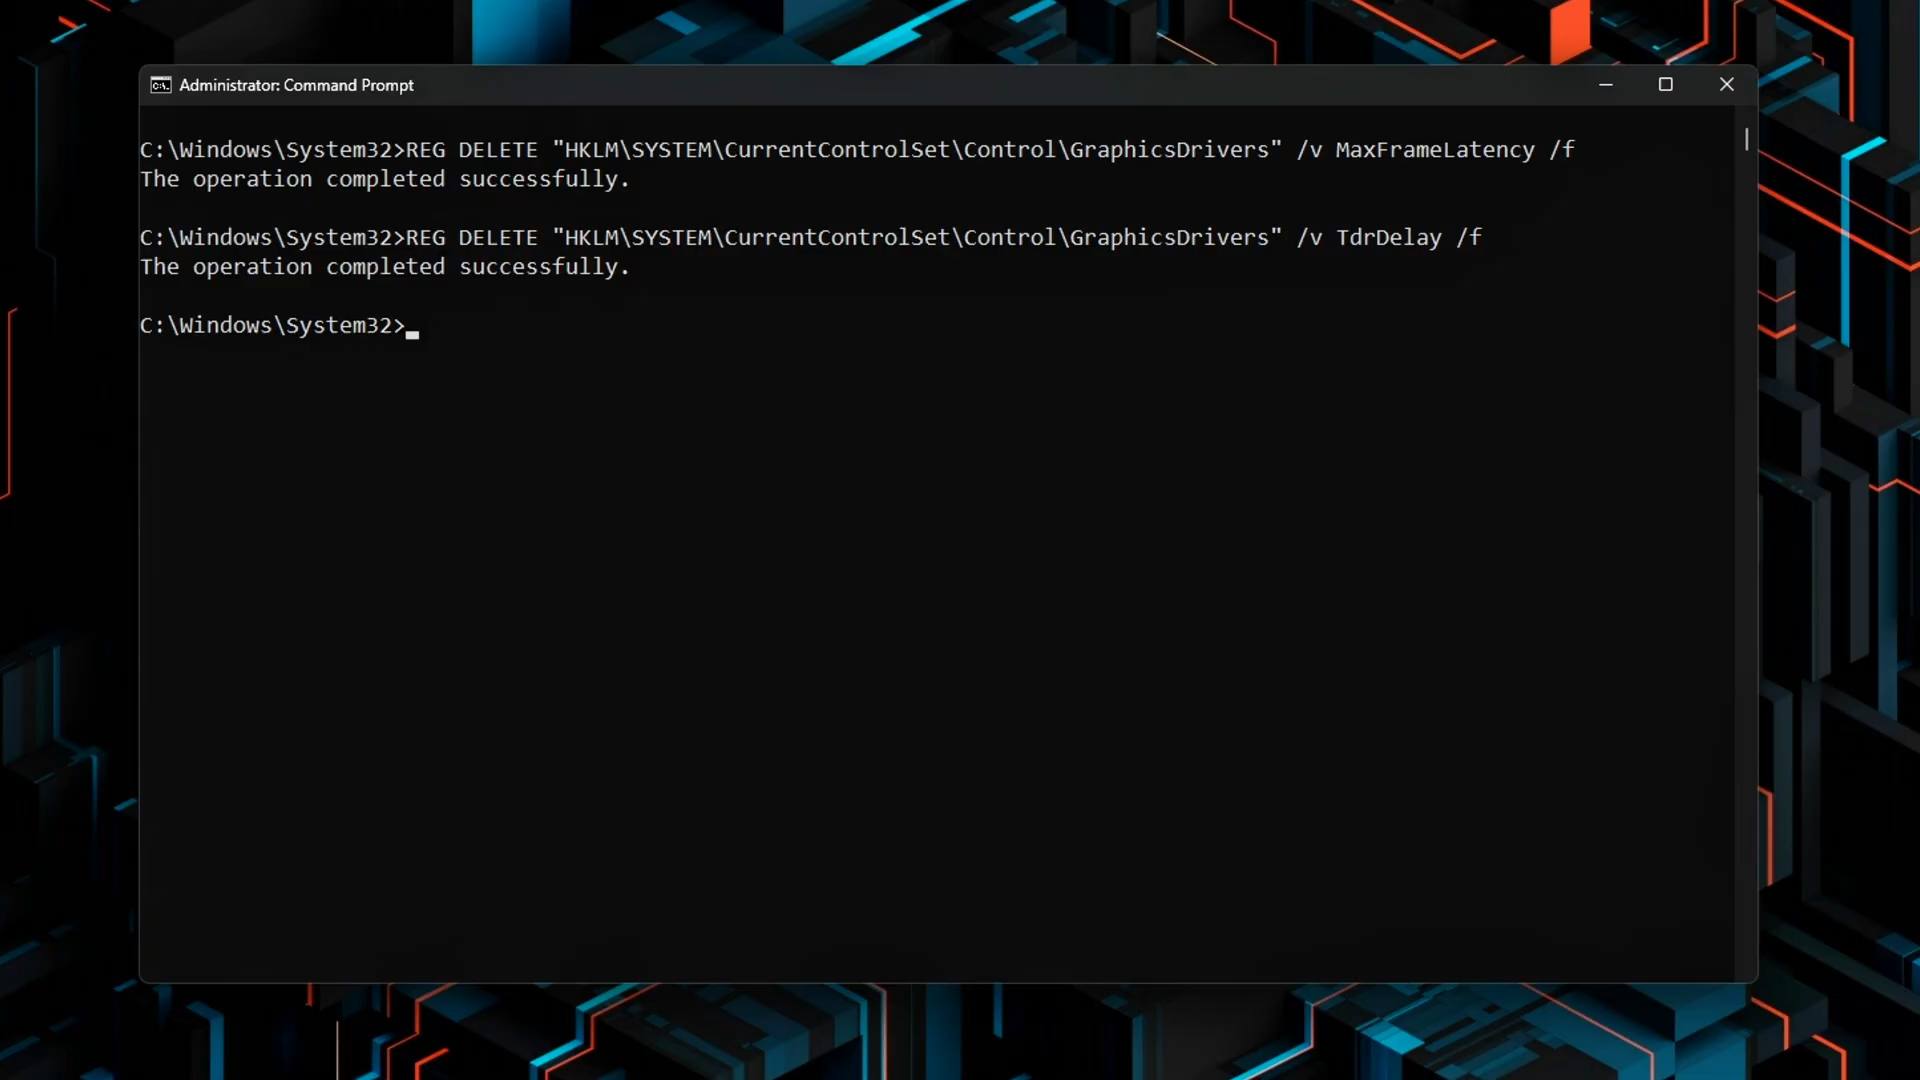 Administrator: Command Prompt
C:\Windows\System32>REG DELETE "HKLM\SYSTEM\CurrentControlSet\Control\GraphicsDrivers" /v MaxFrameLatency /f
The operation completed successfully.
C:\Windows\System32>REG DELETE "HKLM\SYSTEM\CurrentControlSet\Control\GraphicsDrivers" /v TdrDelay /f
The operation completed successfully.
C:\Windows\System32>